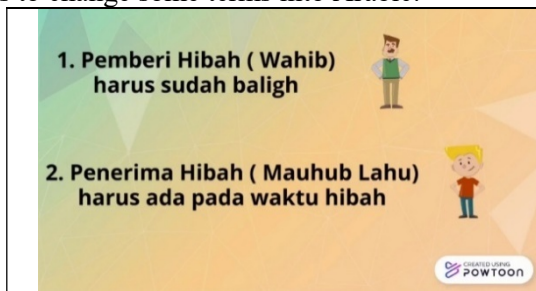 1. Pemberi Hibah ( Wahib)
harus sudah baligh
2. Penerima Hibah ( Mauhub Lahu)
harus ada pada waktu hibah
CREATED USING
POWTOON